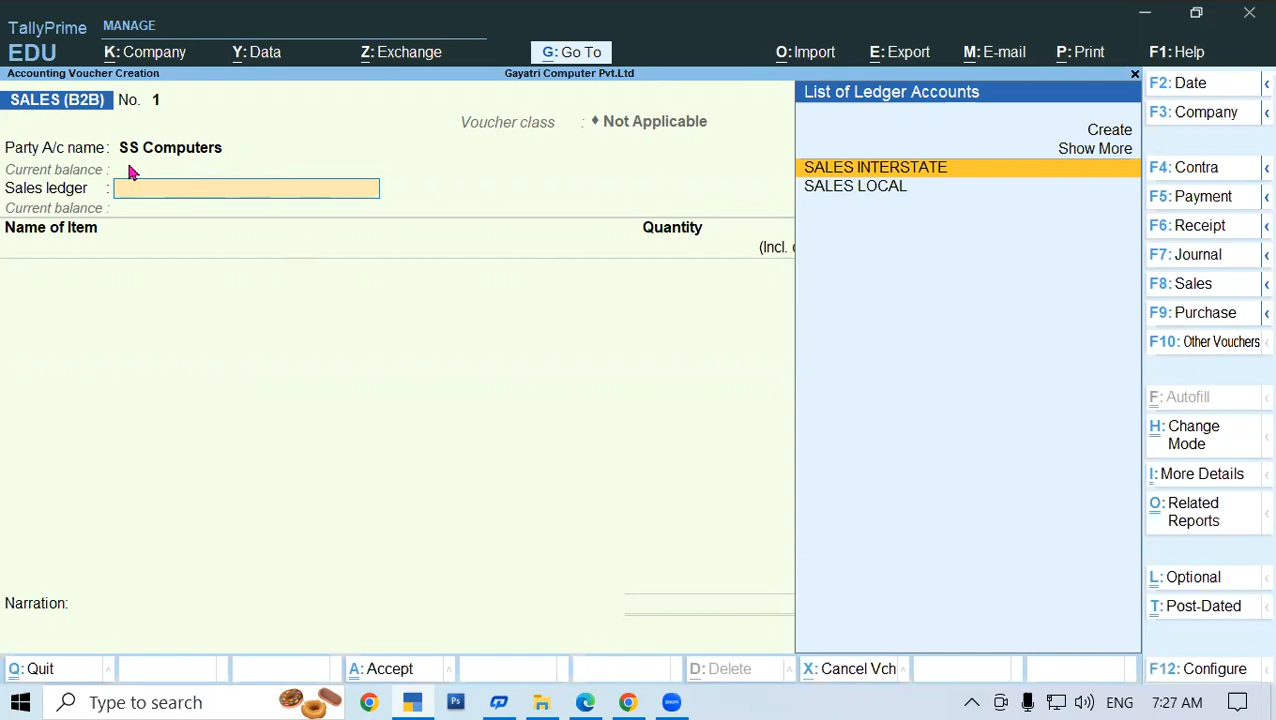 TallyPrime MANAGE
EDU K: Company Y: Data Z: Exchange G: Go To O: Import E: Export M: E-mail P: Print F1: Help
Accounting Voucher Creation Gayatri Computer Pvt.Ltd
SALES (B2B) No. 1
Voucher class : ♦ Not Applicable
Party A/c name : SS Computers
Current balance :
Sales ledger :
Current balance :
Name of Item Quantity
(Incl.
List of Ledger Accounts
Create
Show More
SALES INTERSTATE
SALES LOCAL
F2: Date
F3: Company
F4: Contra
F5: Payment
F6: Receipt
F7: Journal
F8: Sales
F9: Purchase
F10: Other Vouchers
F: Autofill
H: Change
Mode
I: More Details
O: Related
Reports
L: Optional
T: Post-Dated
Narration:
Q: Quit A: Accept D: Delete X: Cancel Vch F12: Configure
Type here to search ENG 7:27 AM